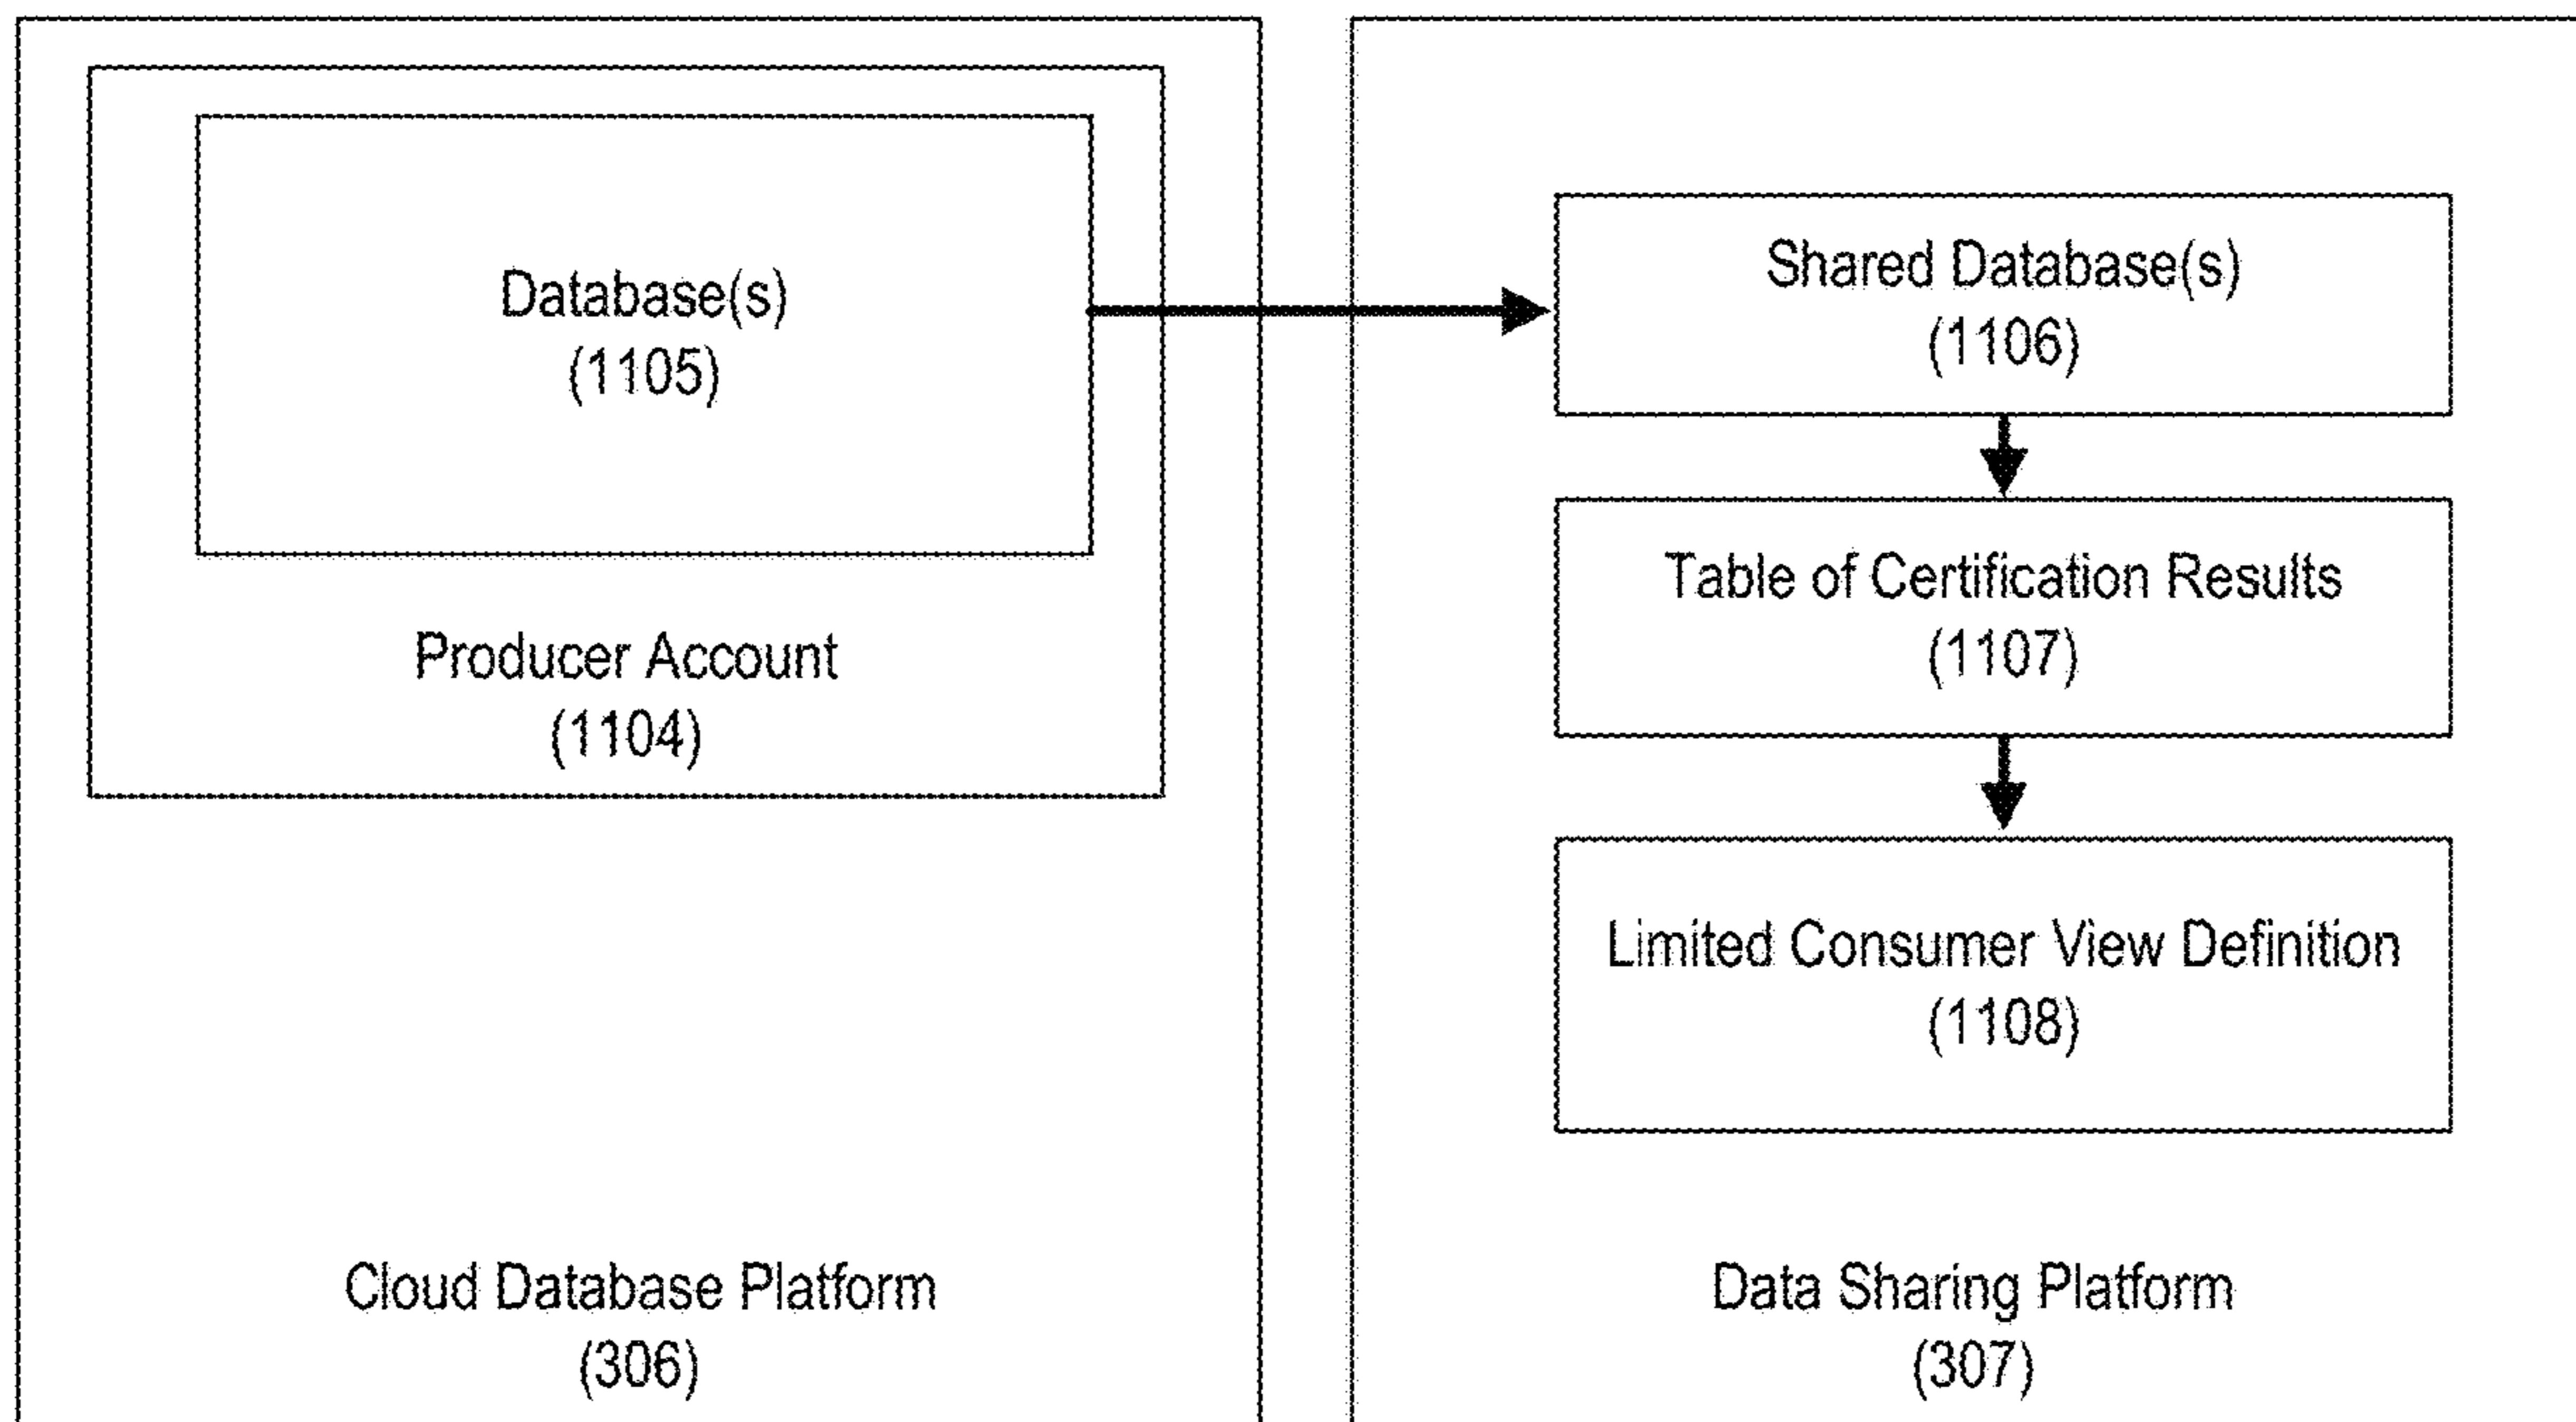 Database(s)
(1105)
Producer Account
(1104)
Cloud Database Platform
(306)
Shared Database(s)
(1106)
Table of Certification Results
(1107)
Limited Consumer View Definition
(1108)
Data Sharing Platform
(307)